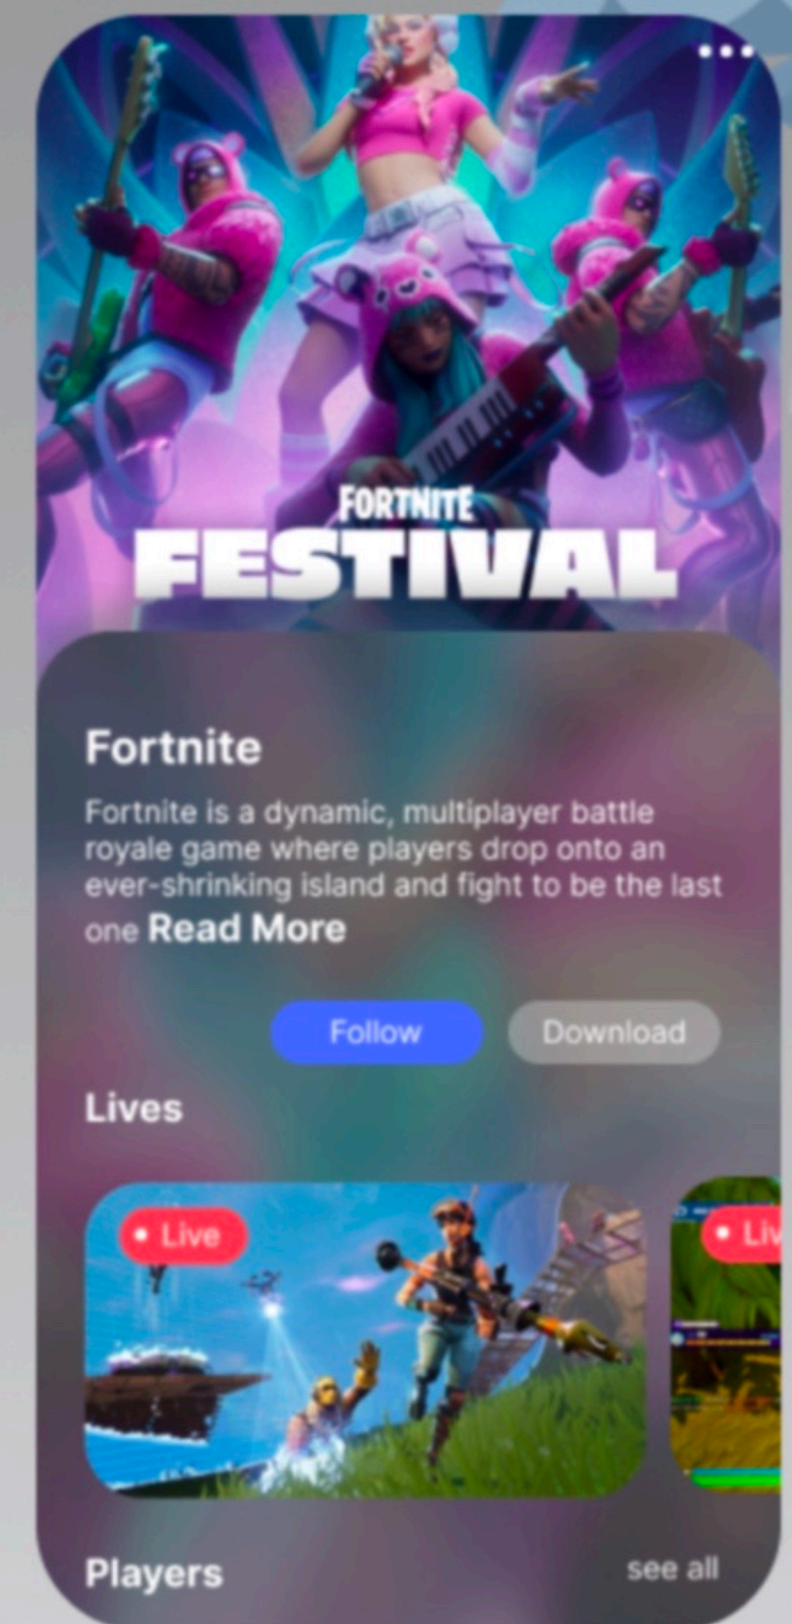 FORTNITE
FESTIVAL
Fortnite
Fortnite is a dynamic, multiplayer battle
royale game where players drop onto an
ever-shrinking island and fight to be the last
one Read More
Follow
Download
Lives
Live
Liv
Players
see all